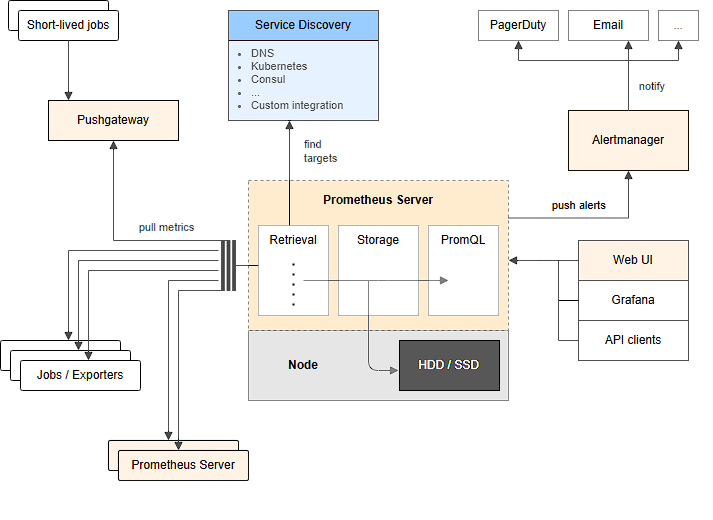 Short-lived jobs
Service Discovery
• DNS
• Kubernetes
• Consul
• ...
• Custom integration
PagerDuty
Email
...
notify
Pushgateway
Alertmanager
find
targets
Prometheus Server
push alerts
pull metrics
Retrieval
Storage
PromQL
Web UI
Grafana
API clients
Node
HDD / SSD
Jobs / Exporters
Prometheus Server